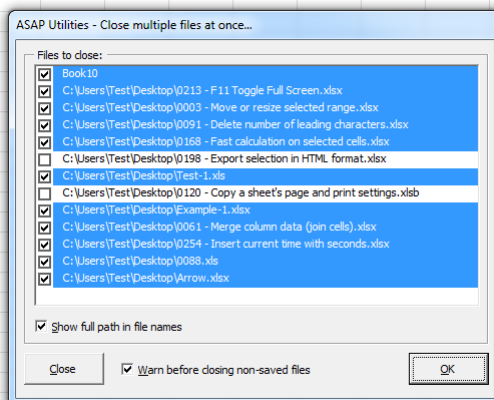 ASAP Utilities - Close multiple files at once...
Files to close:
Book10
C:\Users\Test\Desktop\0213 - F11 Toggle Full Screen.xlsx
C:\Users\Test\Desktop\0003 - Move or resize selected range.xlsx
C:\Users\Test\Desktop\0091 - Delete number of leading characters.xlsx
C:\Users\Test\Desktop\0168 - Fast calculation on selected cells.xlsx
C:\Users\Test\Desktop\0198 - Export selection in HTML format.xlsx
C:\Users\Test\Desktop\Test-1.xls
C:\Users\Test\Desktop\0120 - Copy a sheet's page and print settings.xlsb
C:\Users\Test\Desktop\Example-1.xlsx
C:\Users\Test\Desktop\0061 - Merge column data (join cells).xlsx
C:\Users\Test\Desktop\0254 - Insert current time with seconds.xlsx
C:\Users\Test\Desktop\0088.xls
C:\Users\Test\Desktop\Arrow.xlsx
Show full path in file names
Close Warn before closing non-saved files OK